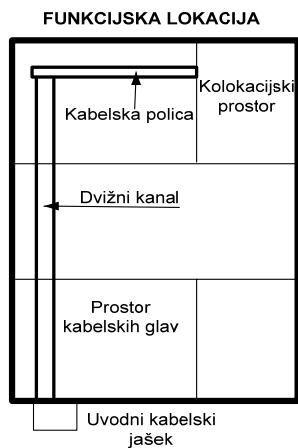 FUNKCIJSKA LOKACIJA
Kolokacijski
prostor
Kabelska polica
Dvižni kanal
Prostor
kabelskih glav
Uvodni kabelski
jašek